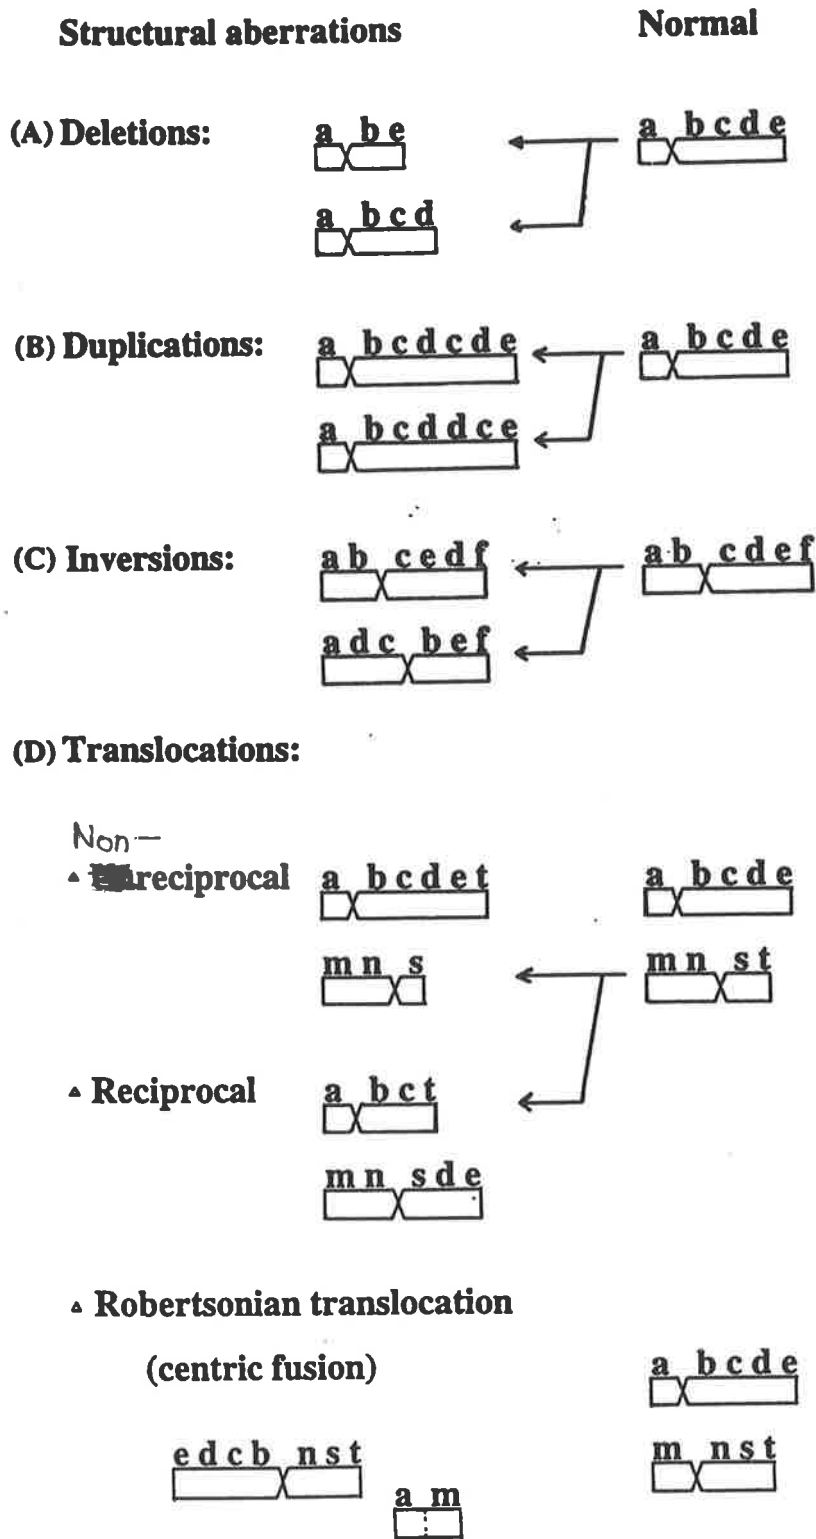 Structural aberrations Normal
(A) Deletions: a be a bcde
a bcd
(B) Duplications: a bcdcde a bcde
a bcddce
(C) Inversions: ab cedf ab cdef
adc bef
(D) Translocations:
Non-
reciprocal a bcdet a bcde
mn s mn st
Reciprocal a bct
mn sde
Robertsonian translocation
(centric fusion) a bcde
edcb nst m nst
a m